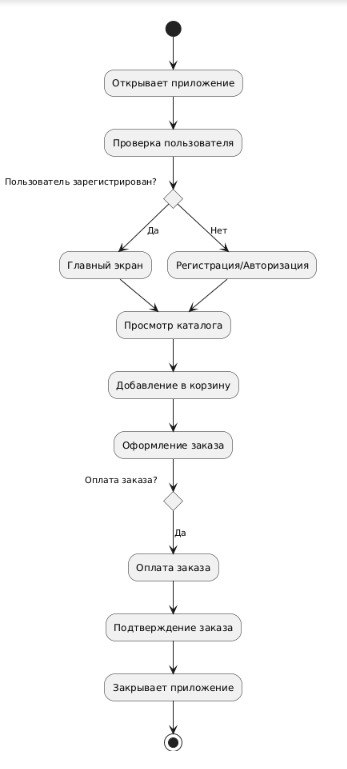 Открывает приложение
Проверка пользователя
Пользователь зарегистрирован?
Да
Нет
Главный экран
Регистрация/Авторизация
Просмотр каталога
Добавление в корзину
Оформление заказа
Оплата заказа?
Да
Оплата заказа
Подтверждение заказа
Закрывает приложение